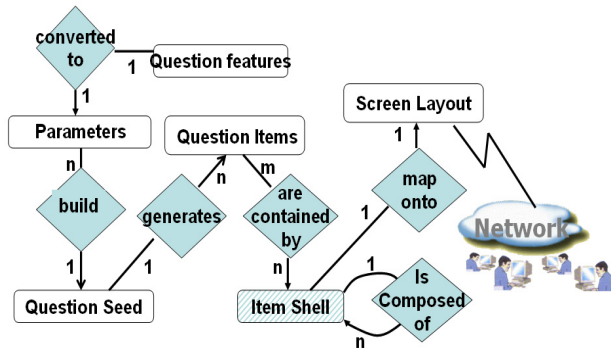 converted
to
1
Question features
1
Parameters
n
build
1
Question Seed
1
generates
n
Question Items
m
are
contained
by
n
Item Shell
1
map
onto
1
Screen Layout
Network
1
Is
Composed
of
n